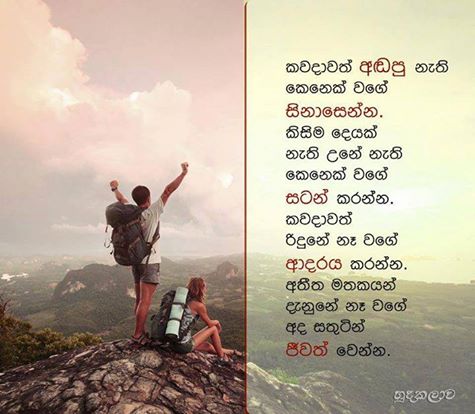 කවදාවත් අඬපු නැති
කෙනෙක් වගේ
සිනාසෙන්න.
කිසිම දෙයක්
නැති උනේ නැති
කෙනෙක් වගේ
සටන් කරන්න.
කවදාවත්
රිදුනේ නෑ වගේ
ආදරය කරන්න.
අතීත මතකයන්
දැනුනේ නෑ වගේ
අද සතුටින්
ජීවත් වෙන්න.